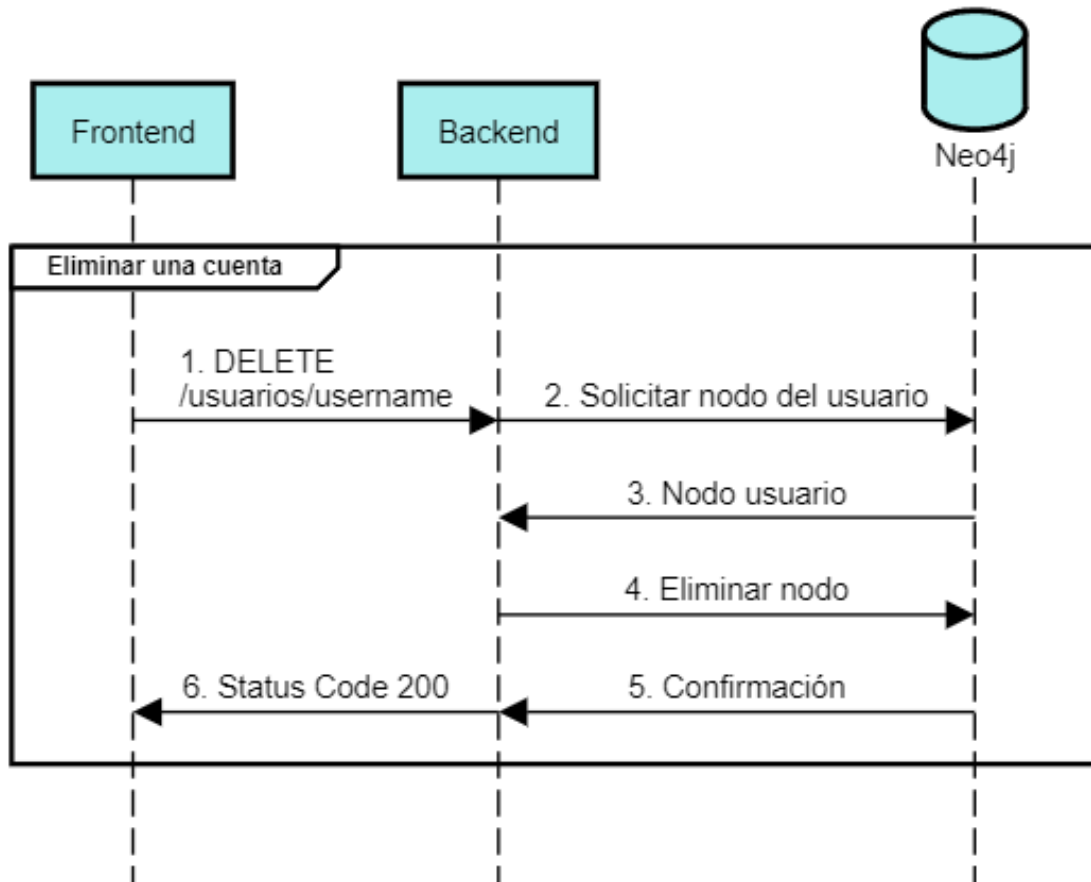 Frontend
Backend
Neo4j
Eliminar una cuenta
1. DELETE
/usuarios/username
2. Solicitar nodo del usuario
3. Nodo usuario
4. Eliminar nodo
6. Status Code 200
5. Confirmación